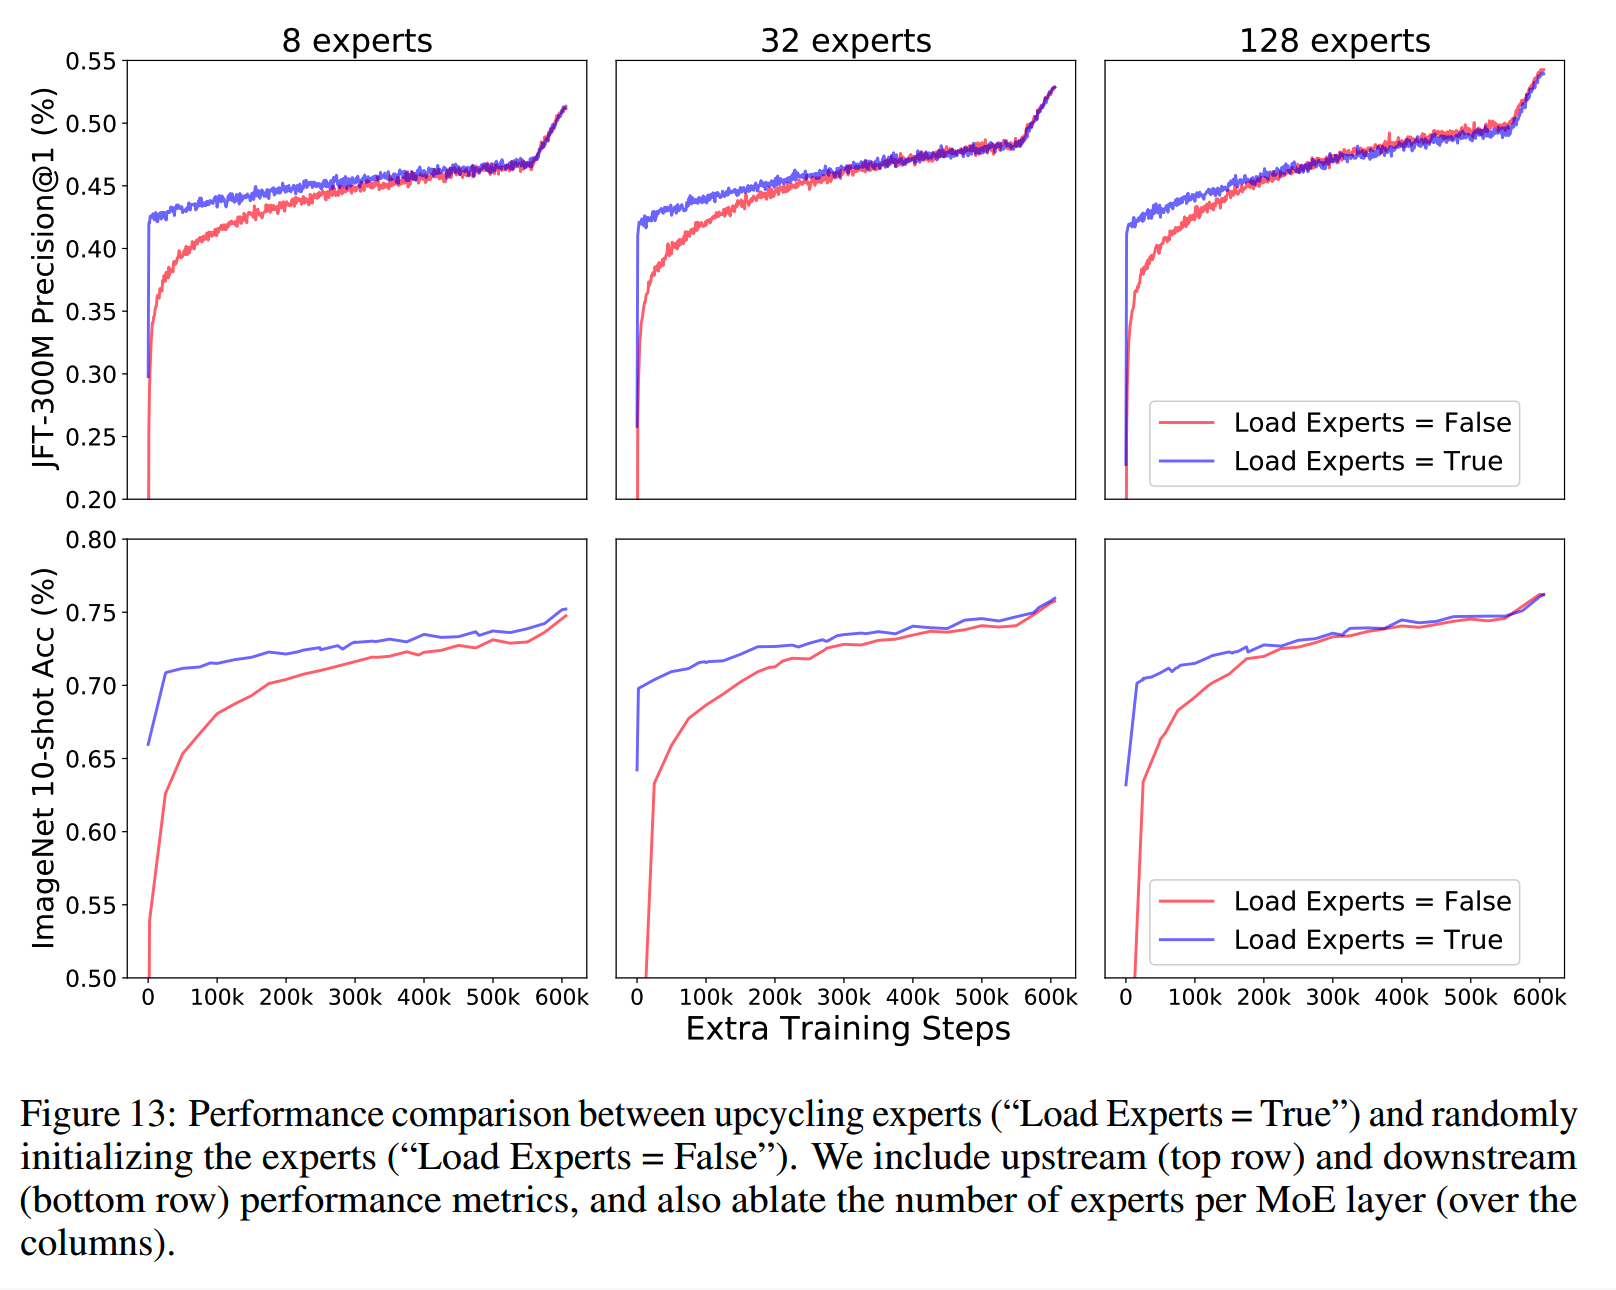 8 experts
32 experts
128 experts
JFT-300M Precision@1 (%)
0.55
0.50
0.45
0.40
0.35
0.30
0.25
0.20
Load Experts = False
Load Experts = True
ImageNet 10-shot Acc (%)
0.80
0.75
0.70
0.65
0.60
0.55
0.50
Load Experts = False
Load Experts = True
0 100k 200k 300k 400k 500k 600k
0 100k 200k 300k 400k 500k 600k
0 100k 200k 300k 400k 500k 600k
Extra Training Steps
Figure 13: Performance comparison between upcycling experts (“Load Experts = True”) and randomly
initializing the experts (“Load Experts = False”). We include upstream (top row) and downstream
(bottom row) performance metrics, and also ablate the number of experts per MoE layer (over the
columns).